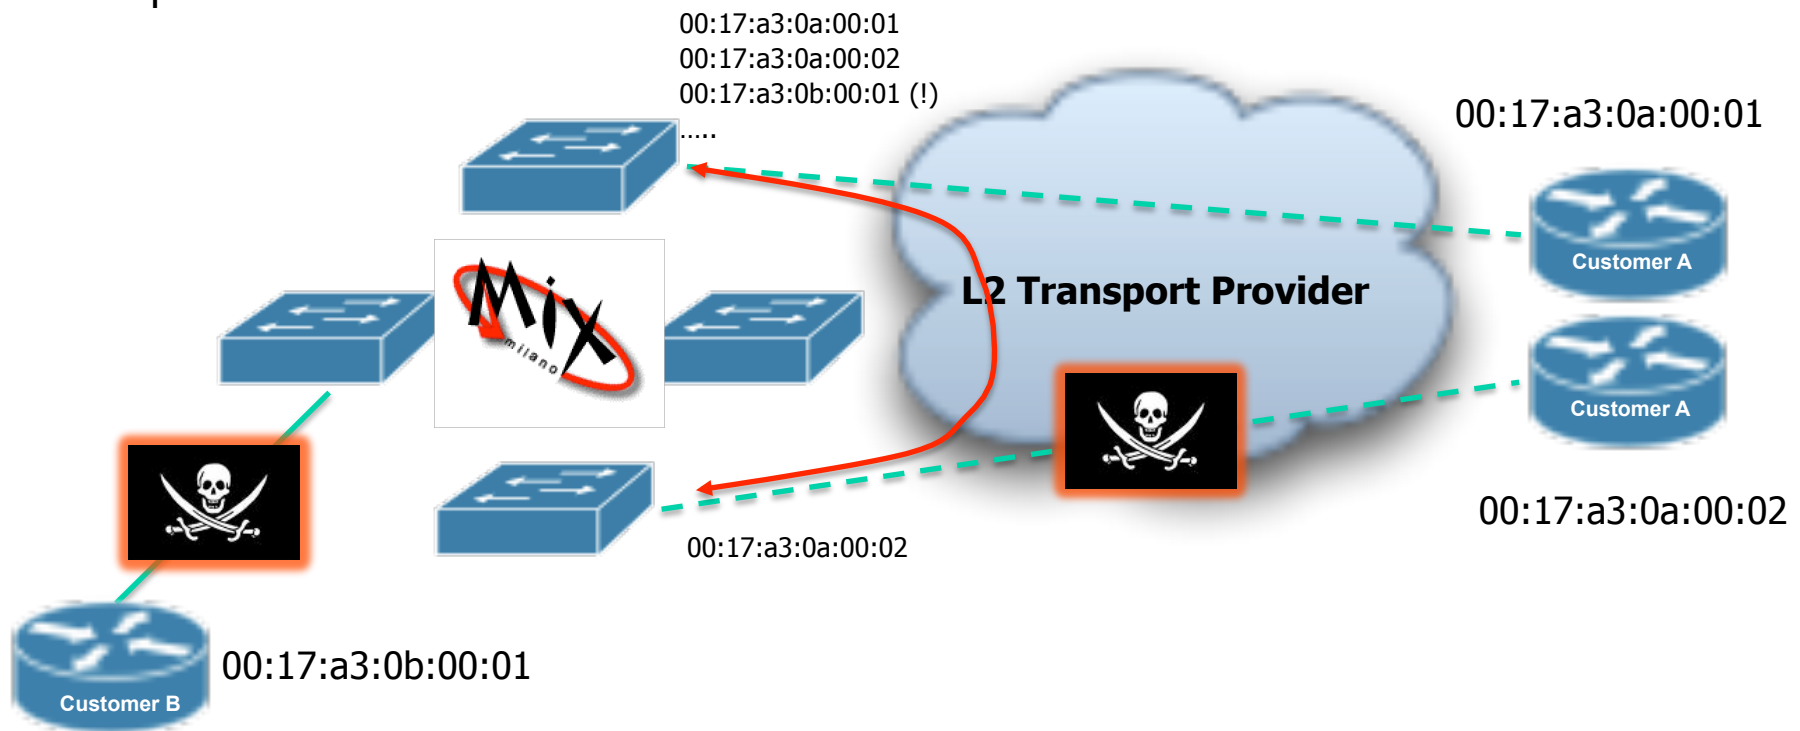 00:17:a3:0a:00:01
00:17:a3:0a:00:02
00:17:a3:0b:00:01 (!)
.....
00:17:a3:0a:00:01
Customer A
L2 Transport Provider
MiX
milano
Customer A
00:17:a3:0a:00:02
00:17:a3:0a:00:02
00:17:a3:0b:00:01
Customer B